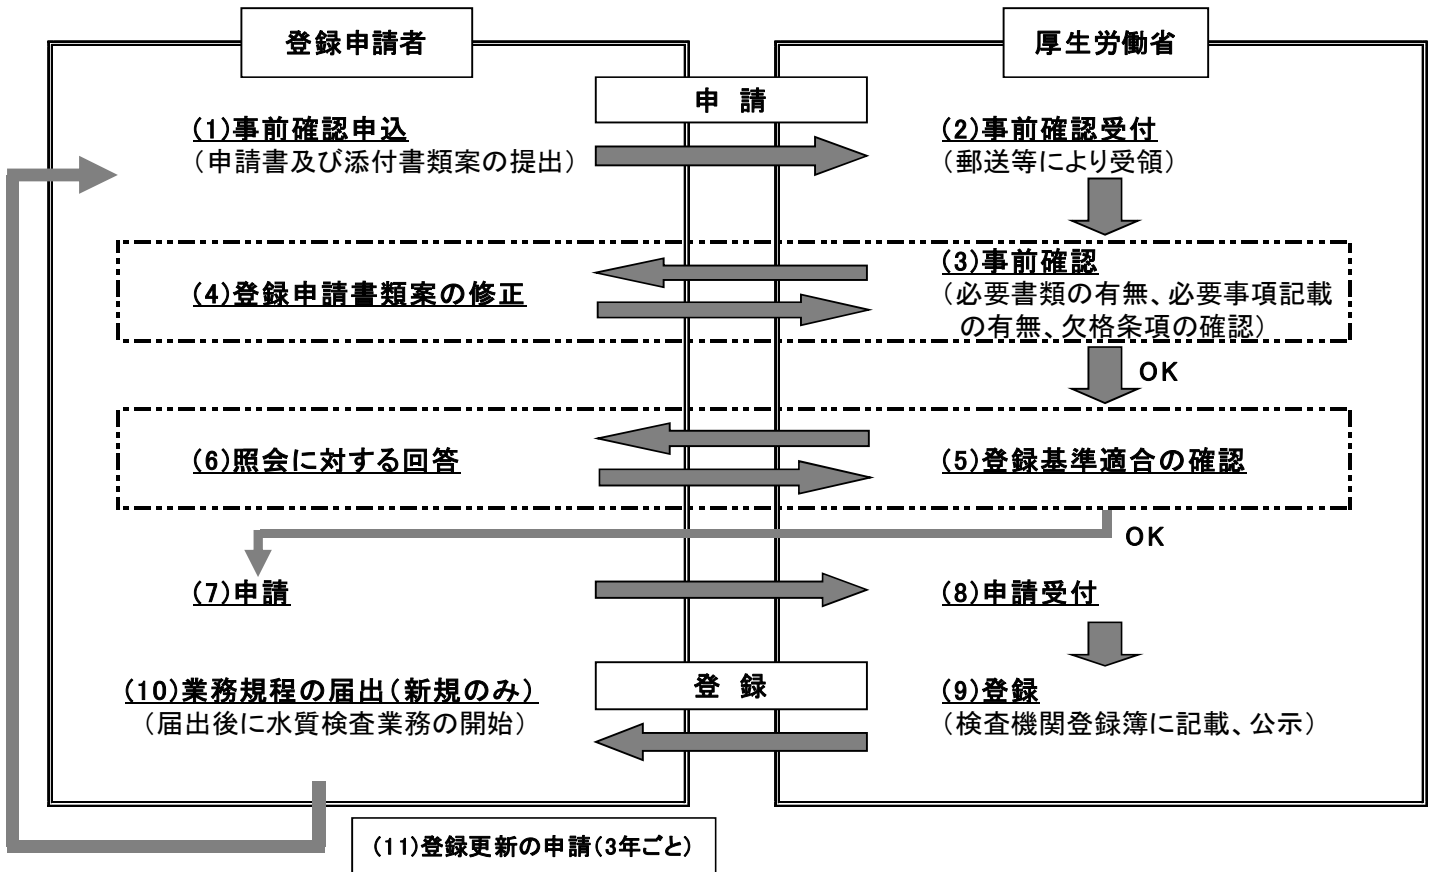 登録申請者
厚生労働省
申 請
(1)事前確認申込
（申請書及び添付書類案の提出）
(2)事前確認受付
（郵送等により受領）
(3)事前確認
（必要書類の有無、必要事項記載
の有無、欠格条項の確認）
(4)登録申請書類案の修正
OK
(6)照会に対する回答
(5)登録基準適合の確認
OK
(7)申請
(8)申請受付
登 録
(10)業務規程の届出（新規のみ）
（届出後に水質検査業務の開始）
(9)登録
（検査機関登録簿に記載、公示）
(11)登録更新の申請（3年ごと）